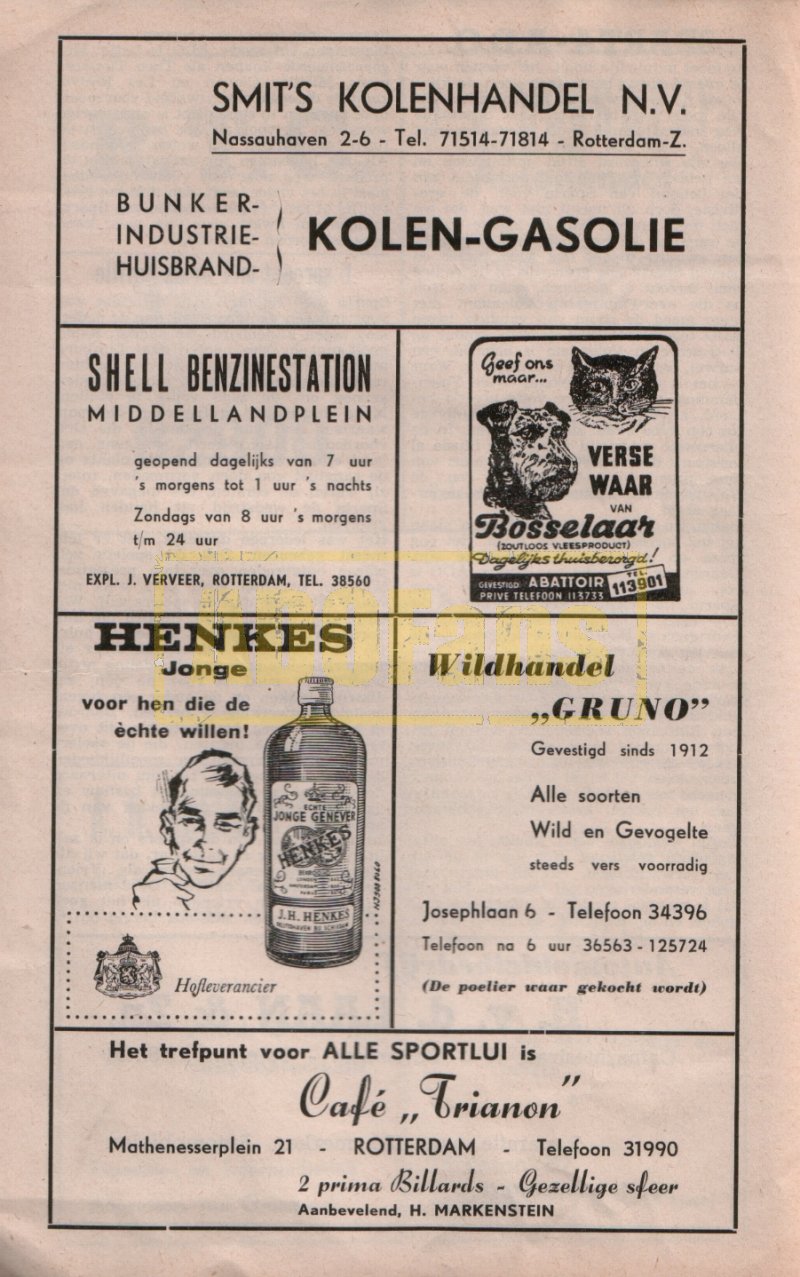 SMIT'S KOLENHANDEL N.V.
Nassauhaven 2-6 - Tel. 71514-71814 - Rotterdam-Z.
BUNKER-
INDUSTRIE-
HUISBRAND-
KOLEN-GASOLIE
SHELL BENZINESTATION
MIDDELLANDPLEIN
geopend dagelijks van 7 uur
's morgens tot 1 uur 's nachts
Zondags van 8 uur 's morgens
t/m 24 uur
EXPL. J. VERVEER, ROTTERDAM, TEL. 38560
Geef ons
maar...
VERSE
WAAR
VAN
Bosselaar
(ZOUTLOOS VLEESPRODUCT)
Dagelijks thuisbezorgd!
GEVESTIGD: ABATTOIR
TEL.
113901
PRIVE TELEFOON 113733
ADOFans
HENKES
Jonge
voor hen die de
èchte willen!
ECHTE
JONGE GENEVER
HENKES
J.H. HENKES
Hofleverancier
Wildhandel
„GRUNO”
Gevestigd sinds 1912
Alle soorten
Wild en Gevogelte
steeds vers voorradig
Josephlaan 6 - Telefoon 34396
Telefoon na 6 uur 36563 - 125724
(De poelier waar gekocht wordt)
Het trefpunt voor ALLE SPORTLUI is
Café „Trianon”
Mathenesserplein 21 - ROTTERDAM - Telefoon 31990
2 prima Billards - Gezellige sfeer
Aanbevelend, H. MARKENSTEIN